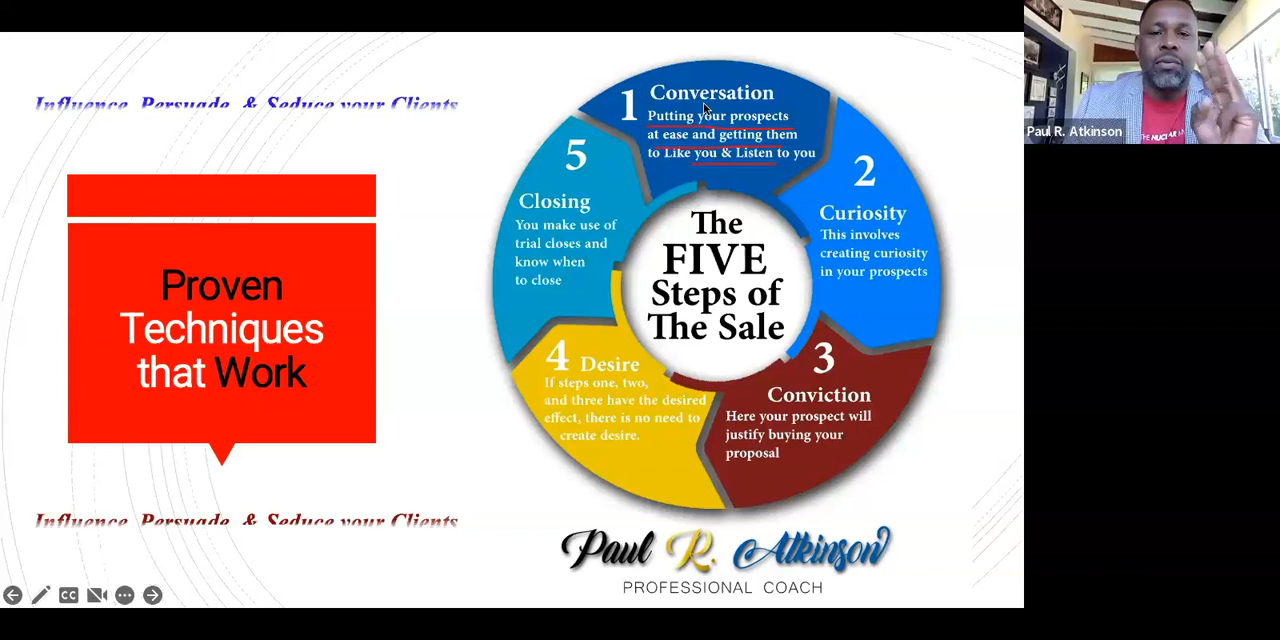 Influence, Persuade, & Seduce your Clients
Proven
Techniques
that Work
Influence, Persuade, & Seduce your Clients
The
FIVE
Steps of
The Sale
1 Conversation
Putting your prospects
at ease and getting them
to Like you & Listen to you
2
Curiosity
This involves
creating curiosity
in your prospects
3
Conviction
Here your prospect will
justify buying your
proposal
4 Desire
If steps one, two,
and three have the desired
effect, there is no need to
create desire.
5
Closing
You make use of
trial closes and
know when
to close
Paul R. Atkinson
PROFESSIONAL COACH
CC
Paul R. Atkinson